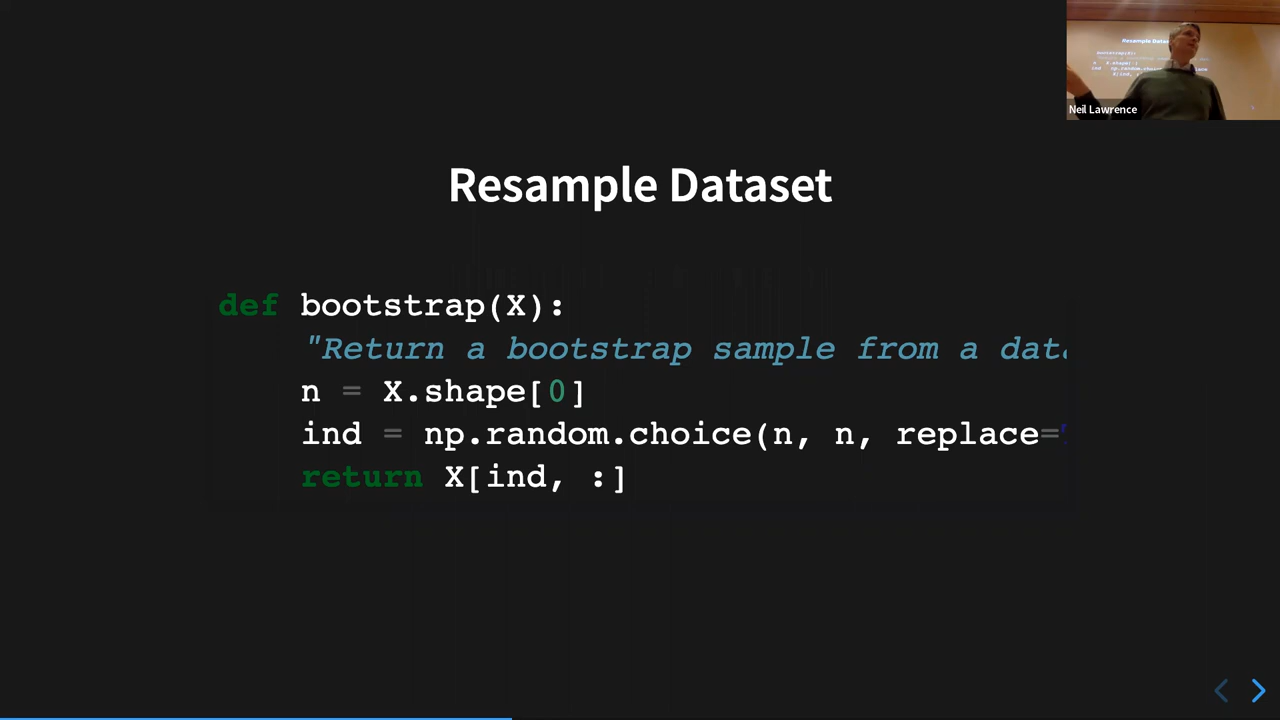 Neil Lawrence
Resample Dataset
def bootstrap(X):
"Return a bootstrap sample from a
n = X.shape[0]
ind = np.random.choice(n, n, replace=
return X[ind, :]